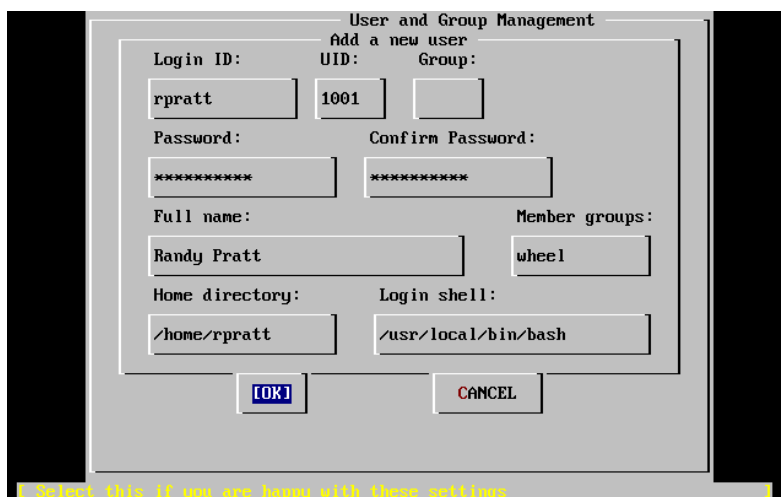 User and Group Management
Add a new user
Login ID: UID: Group:
rpratt 1001
Password: Confirm Password:
********** **********
Full name: Member groups:
Randy Pratt wheel
Home directory: Login shell:
/home/rpratt /usr/local/bin/bash
[OK] CANCEL
[ Select this if you are happy with these settings ]